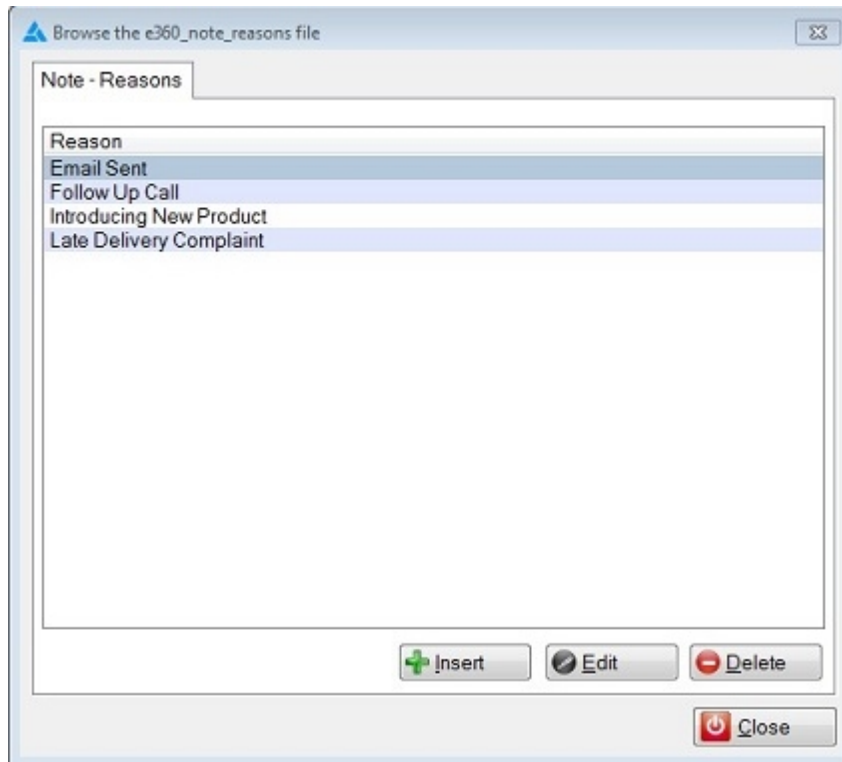 Browse the e360_note_reasons file
Note - Reasons
Reason
Email Sent
Follow Up Call
Introducing New Product
Late Delivery Complaint
Insert Edit Delete
Close